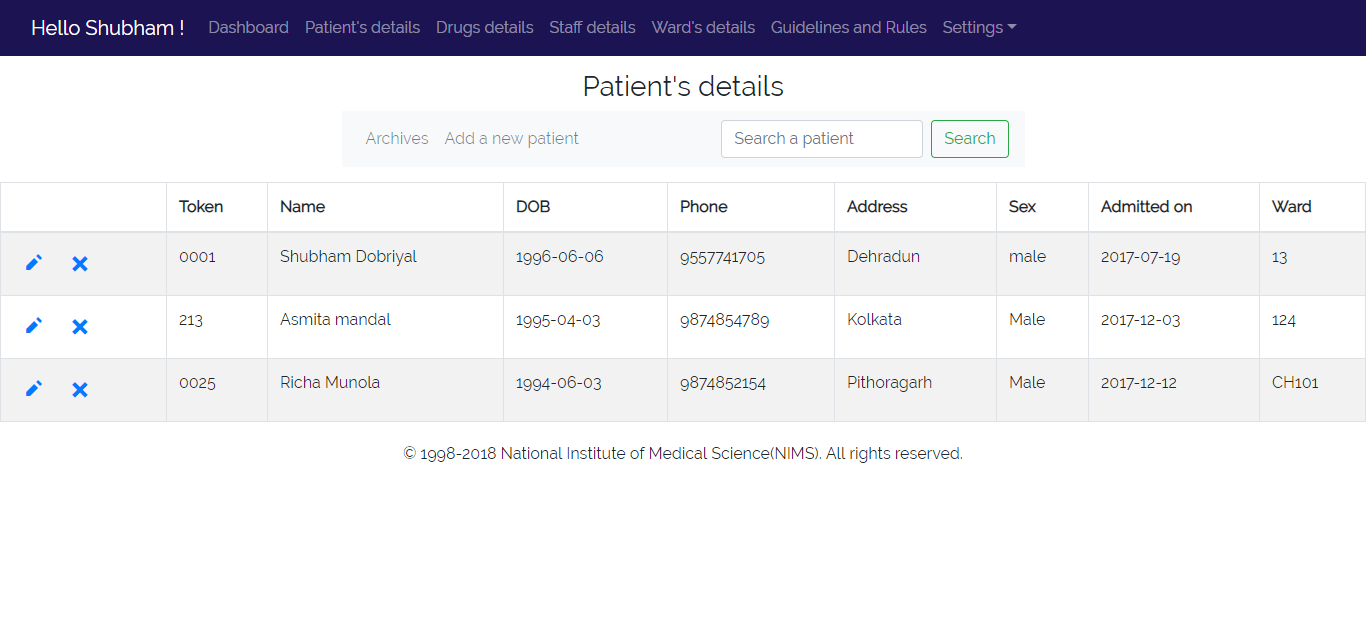 Hello Shubham ! Dashboard Patient's details Drugs details Staff details Ward's details Guidelines and Rules Settings
Patient's details
Archives Add a new patient Search a patient Search
Token Name DOB Phone Address Sex Admitted on Ward
0001 Shubham Dobriyal 1996-06-06 9557741705 Dehradun male 2017-07-19 13
213 Asmita mandal 1995-04-03 9874854789 Kolkata Male 2017-12-03 124
0025 Richa Munola 1994-06-03 9874852154 Pithoragarh Male 2017-12-12 CH101
© 1998-2018 National Institute of Medical Science(NIMS). All rights reserved.